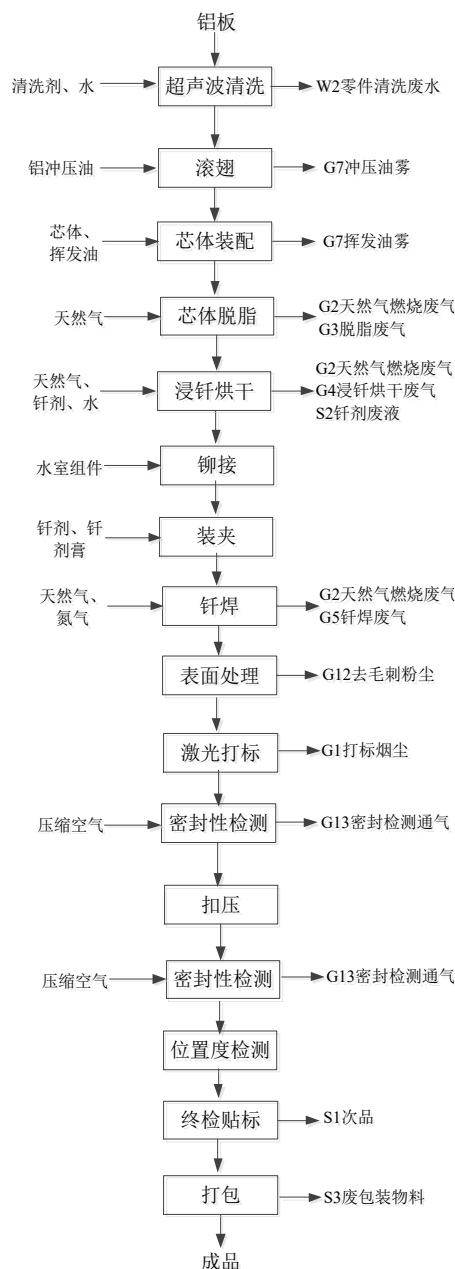 铝板
清洗剂、水
超声波清洗
W2零件清洗废水
铝冲压油
滚翅
G7冲压油雾
芯体、
挥发油
芯体装配
G7挥发油雾
天然气
芯体脱脂
G2天然气燃烧废气
G3脱脂废气
天然气、
钎剂、水
浸钎烘干
G2天然气燃烧废气
G4浸钎烘干废气
S2钎剂废液
水室组件
铆接
钎剂、钎
剂膏
装夹
天然气、
氮气
钎焊
G2天然气燃烧废气
G5钎焊废气
表面处理
G12去毛刺粉尘
激光打标
G1打标烟尘
压缩空气
密封性检测
G13密封检测通气
扣压
压缩空气
密封性检测
G13密封检测通气
位置度检测
终检贴标
S1次品
打包
S3废包装物料
成品